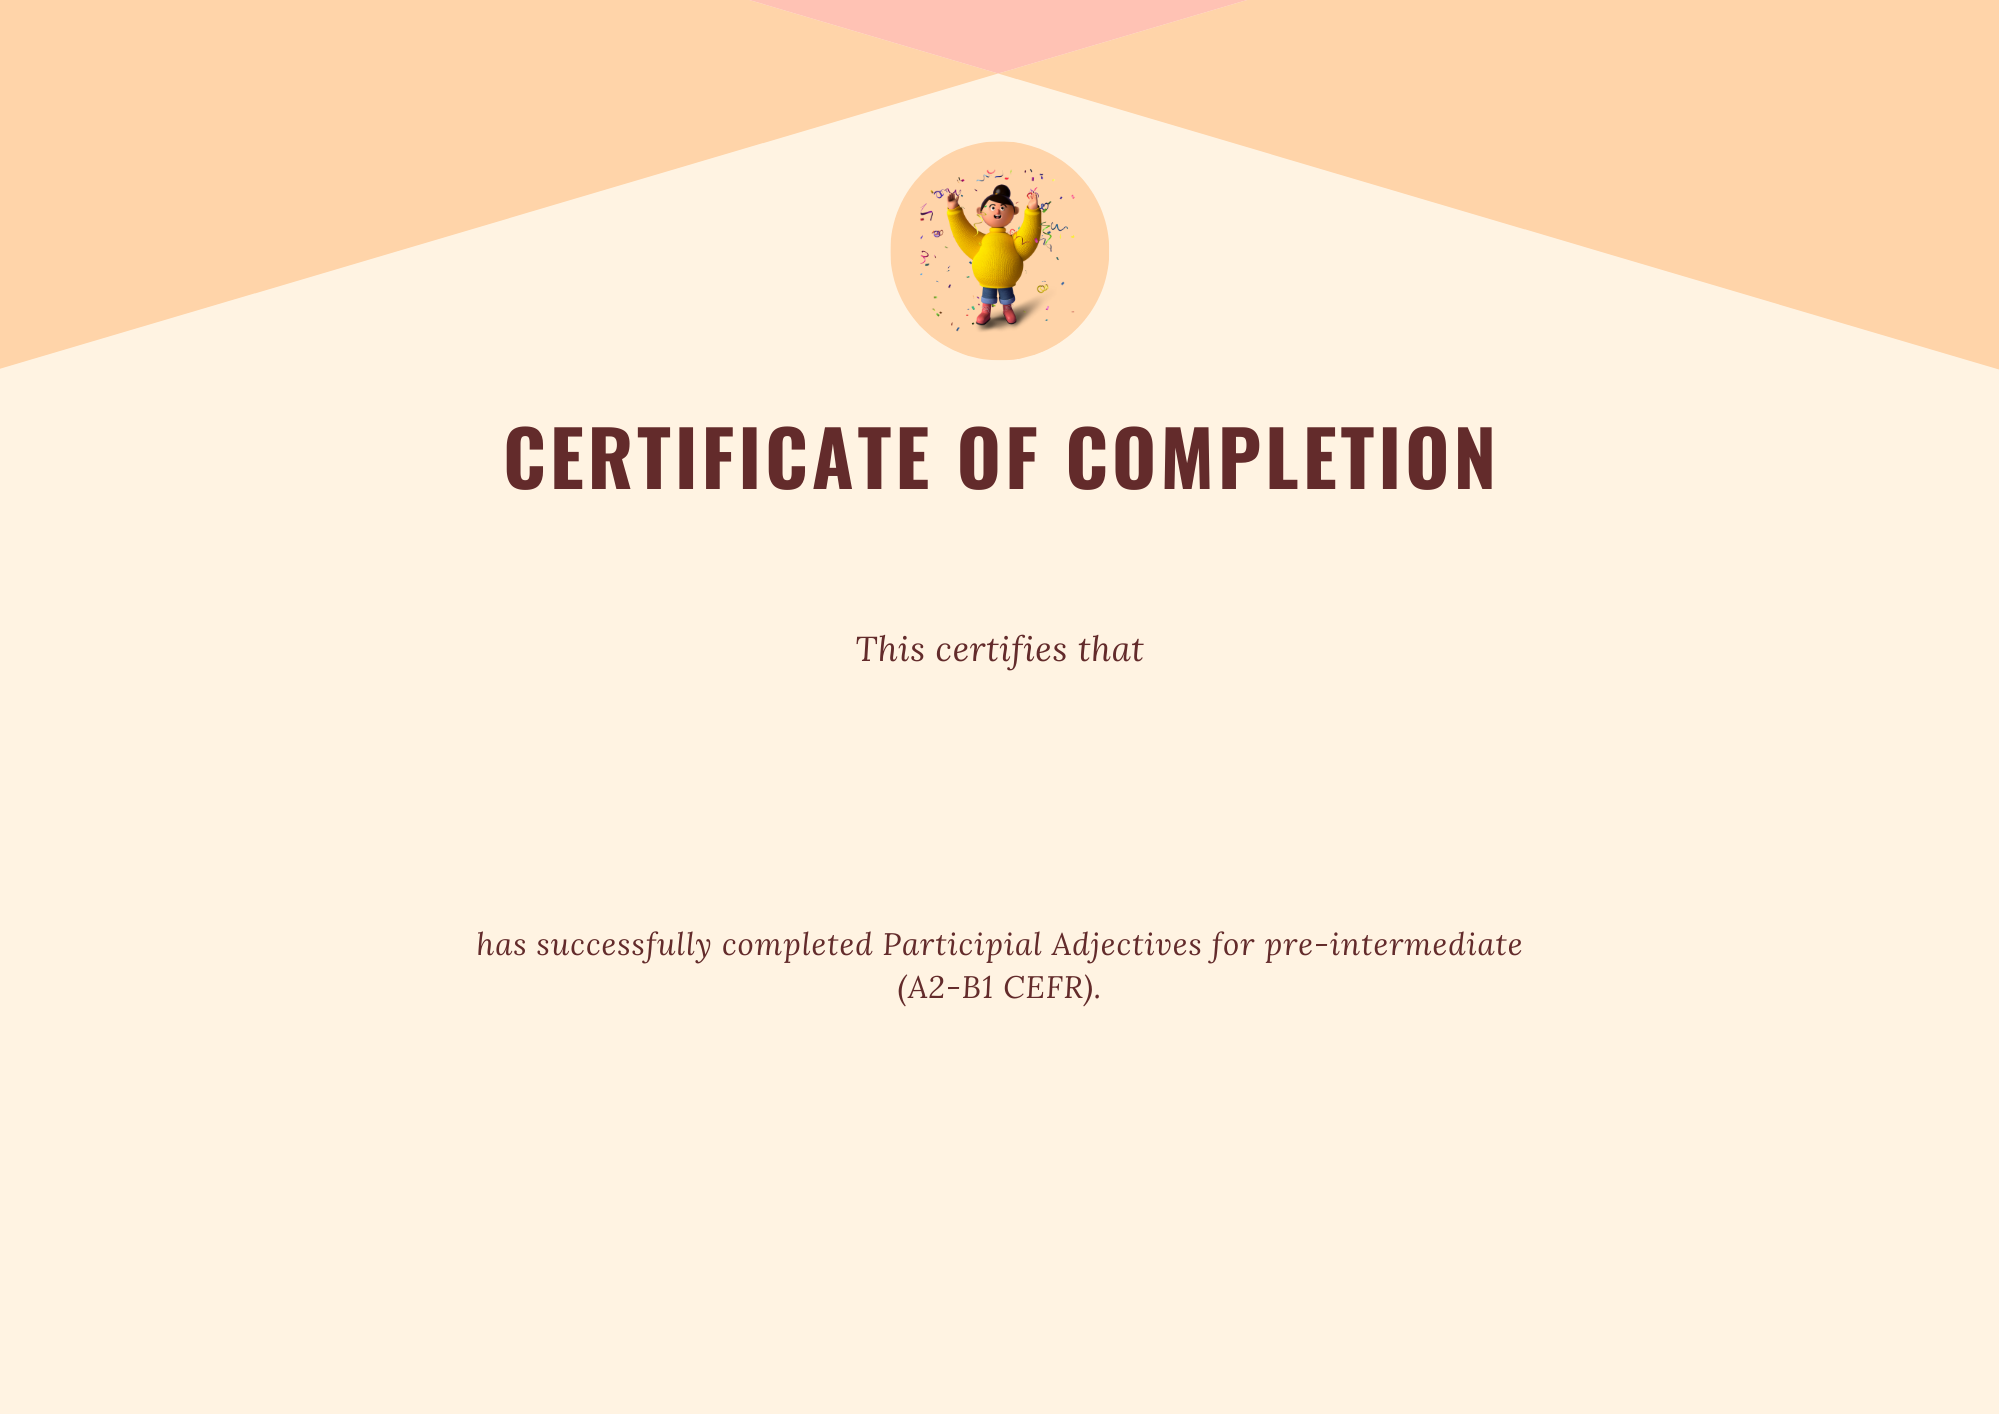 CERTIFICATE OF COMPLETION
This certifies that
has successfully completed Participial Adjectives for pre-intermediate
(A2-B1 CEFR).